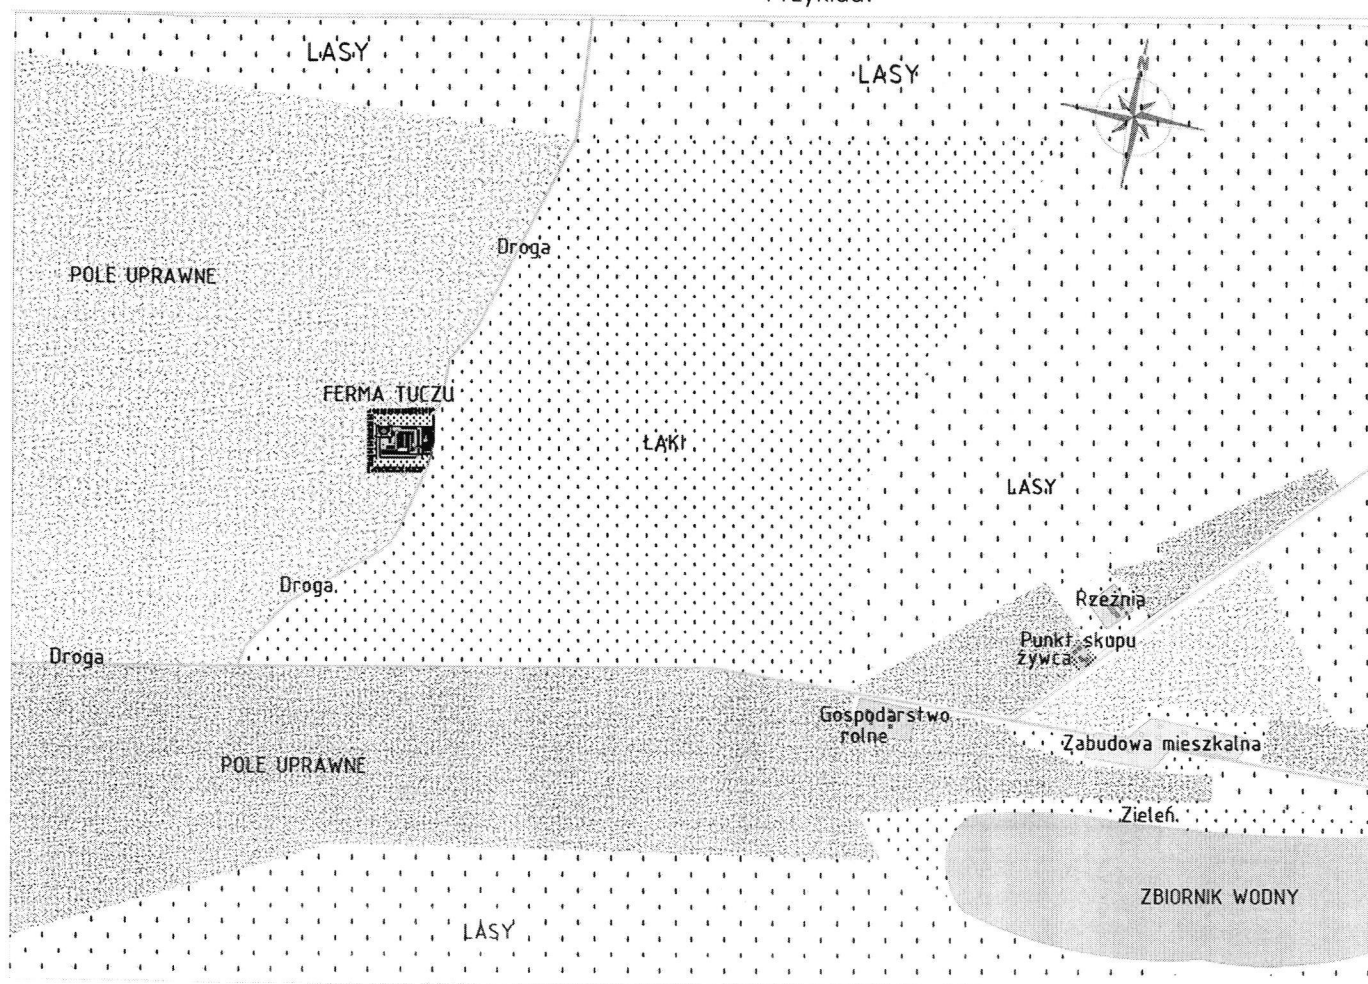 Przykład:
LASY
LASY
N
Droga
POLE UPRAWNE
FERMA TUCZU
ŁĄKI
LASY
Droga
Rzeźnia
Punkt skupu
żywca
Droga
Gospodarstwo
rolne
Zabudowa mieszkalna
POLE UPRAWNE
Zieleń
ZBIORNIK WODNY
LASY